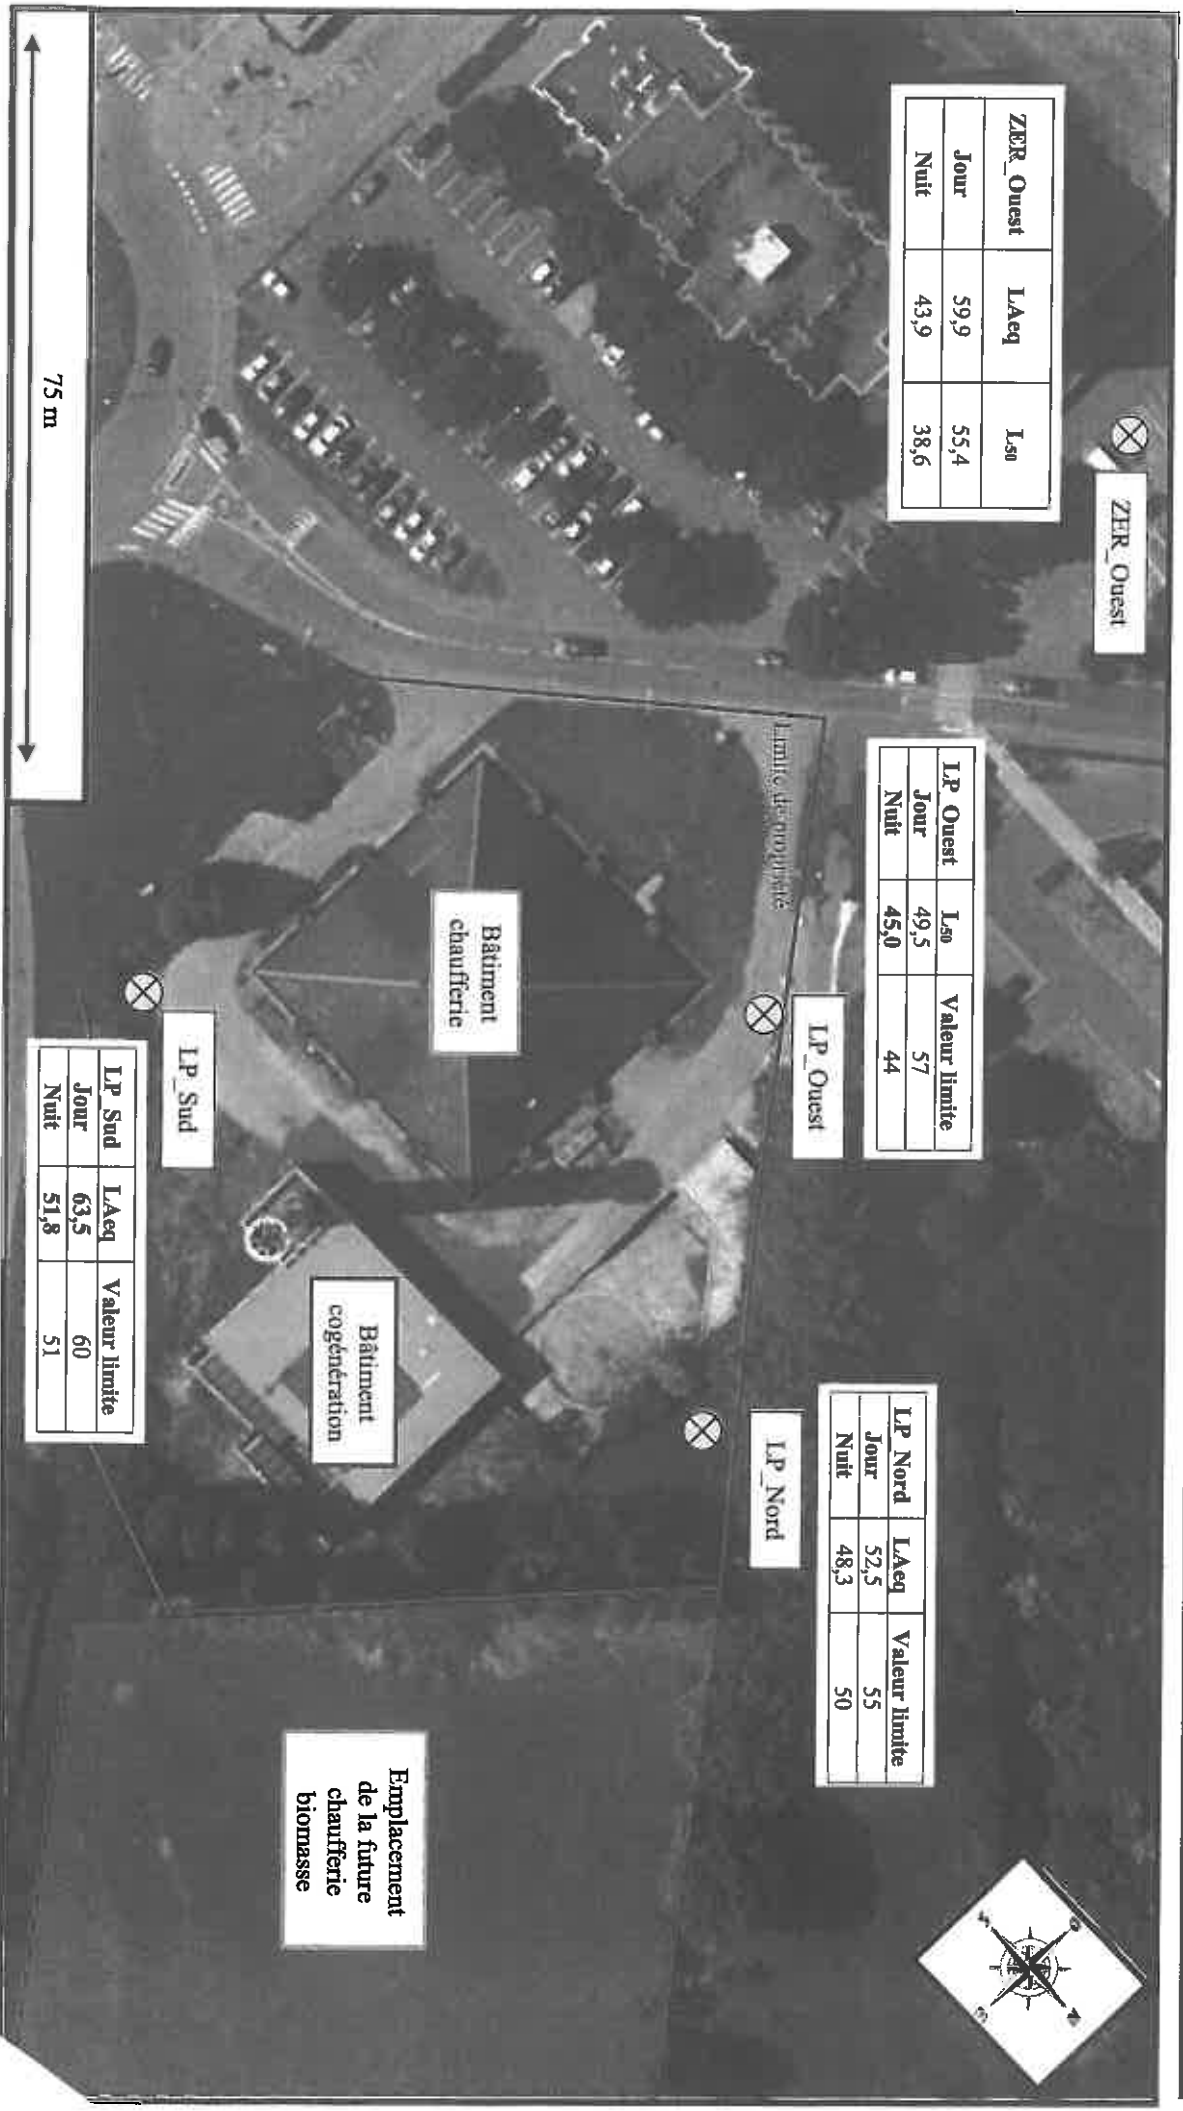 ZER_Ouest LAeq L50
Jour 59,9 55,4
Nuit 43,9 38,6
ZER_Ouest
LP_Ouest L50 Valeur limite
Jour 49,5 57
Nuit 45,0 44
LP_Ouest
Limite de propriété
LP_Nord LAeq Valeur limite
Jour 52,5 55
Nuit 48,3 50
LP_Nord
Bâtiment
chaufferie
Bâtiment
cogénération
LP_Sud
LP_Sud LAeq Valeur limite
Jour 63,5 60
Nuit 51,8 51
Emplacement
de la future
chaufferie
biomasse
75 m